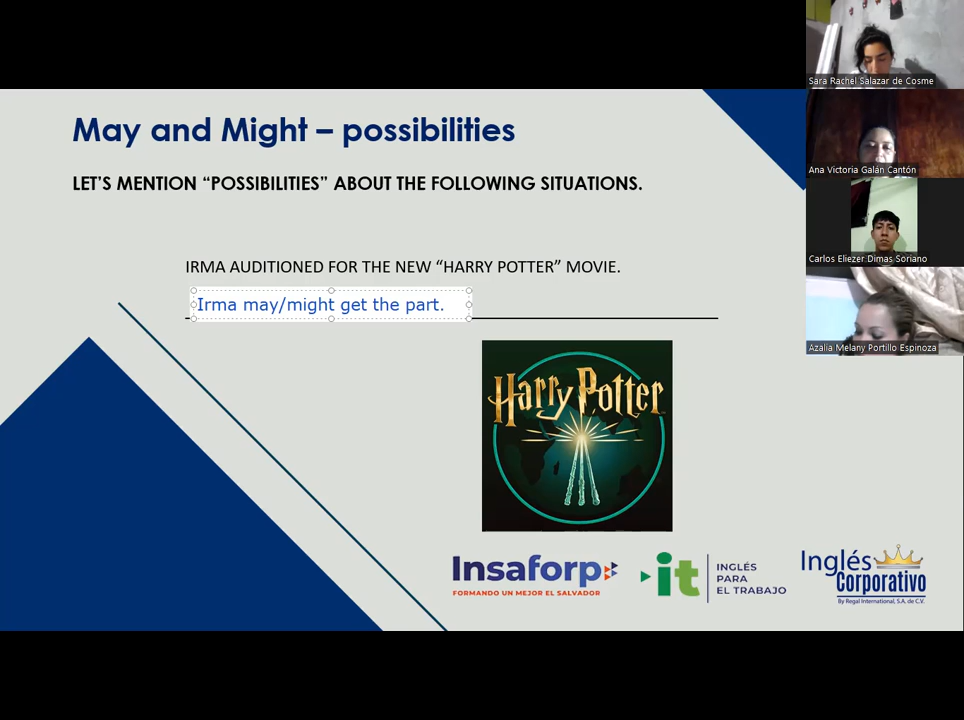 May and Might – possibilities
LET’S MENTION “POSSIBILITIES” ABOUT THE FOLLOWING SITUATIONS.
IRMA AUDITIONED FOR THE NEW “HARRY POTTER” MOVIE.
Irma may/might get the part.
Harry Potter
Insaforp
FORMANDO UN MEJOR EL SALVADOR
it
INGLÉS
PARA
EL TRABAJO
Inglés
Corporativo
By Regal International, S.A. de C.V.
Sara Rachel Salazar de Cosme
Ana Victoria Galán Cantón
Carlos Eliezer Dimas Soriano
Azalia Melany Portillo Espinoza